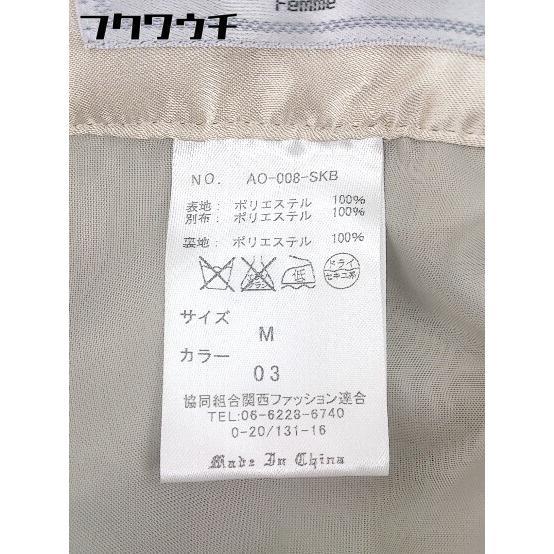 フクワウチ
Femme
NO. AO-008-SKB
表地: ポリエステル 100%
別布: ポリエステル 100%
裏地: ポリエステル 100%
低
ドライ
セキユ系
サイズ
M
カラー
03
協同組合関西ファッション連合
TEL:06-6228-6740
0-20/131-16
Made In China